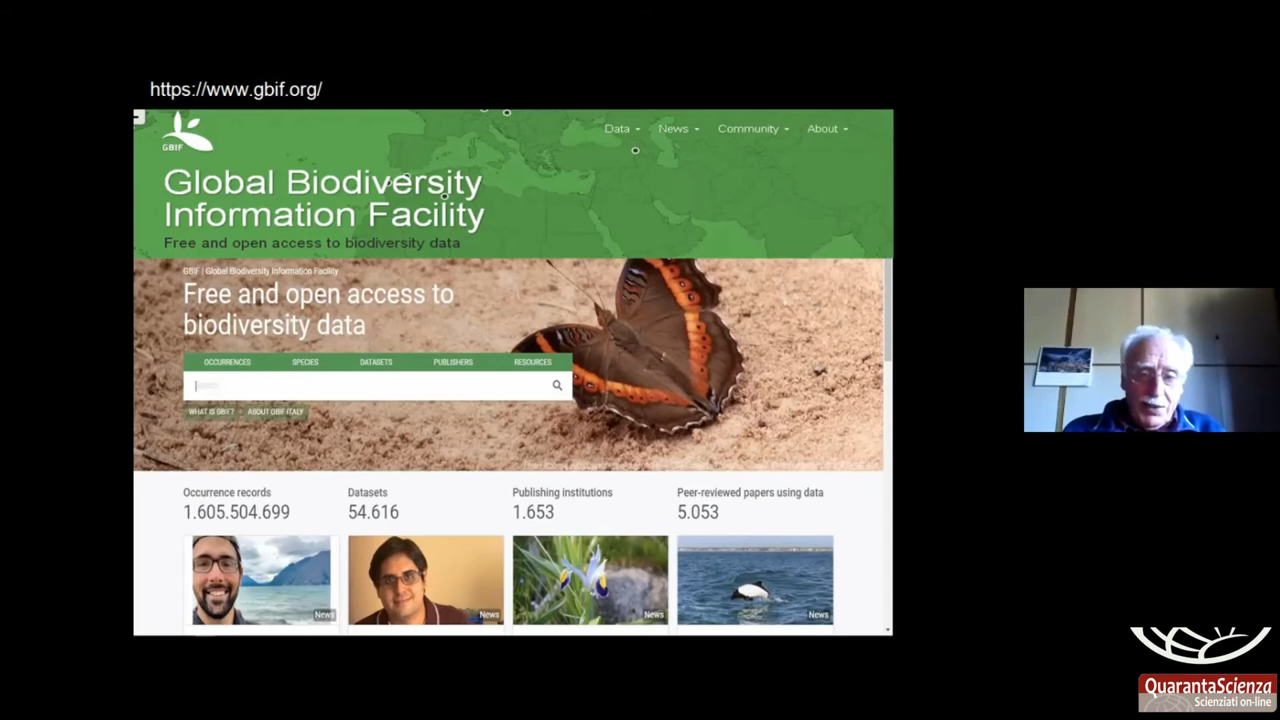 https://www.gbif.org/
Data News Community About
GBIF
Global Biodiversity
Information Facility
Free and open access to biodiversity data
GBIF | Global Biodiversity Information Facility
Free and open access to
biodiversity data
OCCURRENCES SPECIES DATASETS PUBLISHERS RESOURCES
WHAT IS GBIF? ABOUT GBIF ITALY
Occurrence records Datasets Publishing institutions Peer-reviewed papers using data
1.605.504.699 54.616 1.653 5.053
News News News News
QuarantaScienza
Scienziati on-line